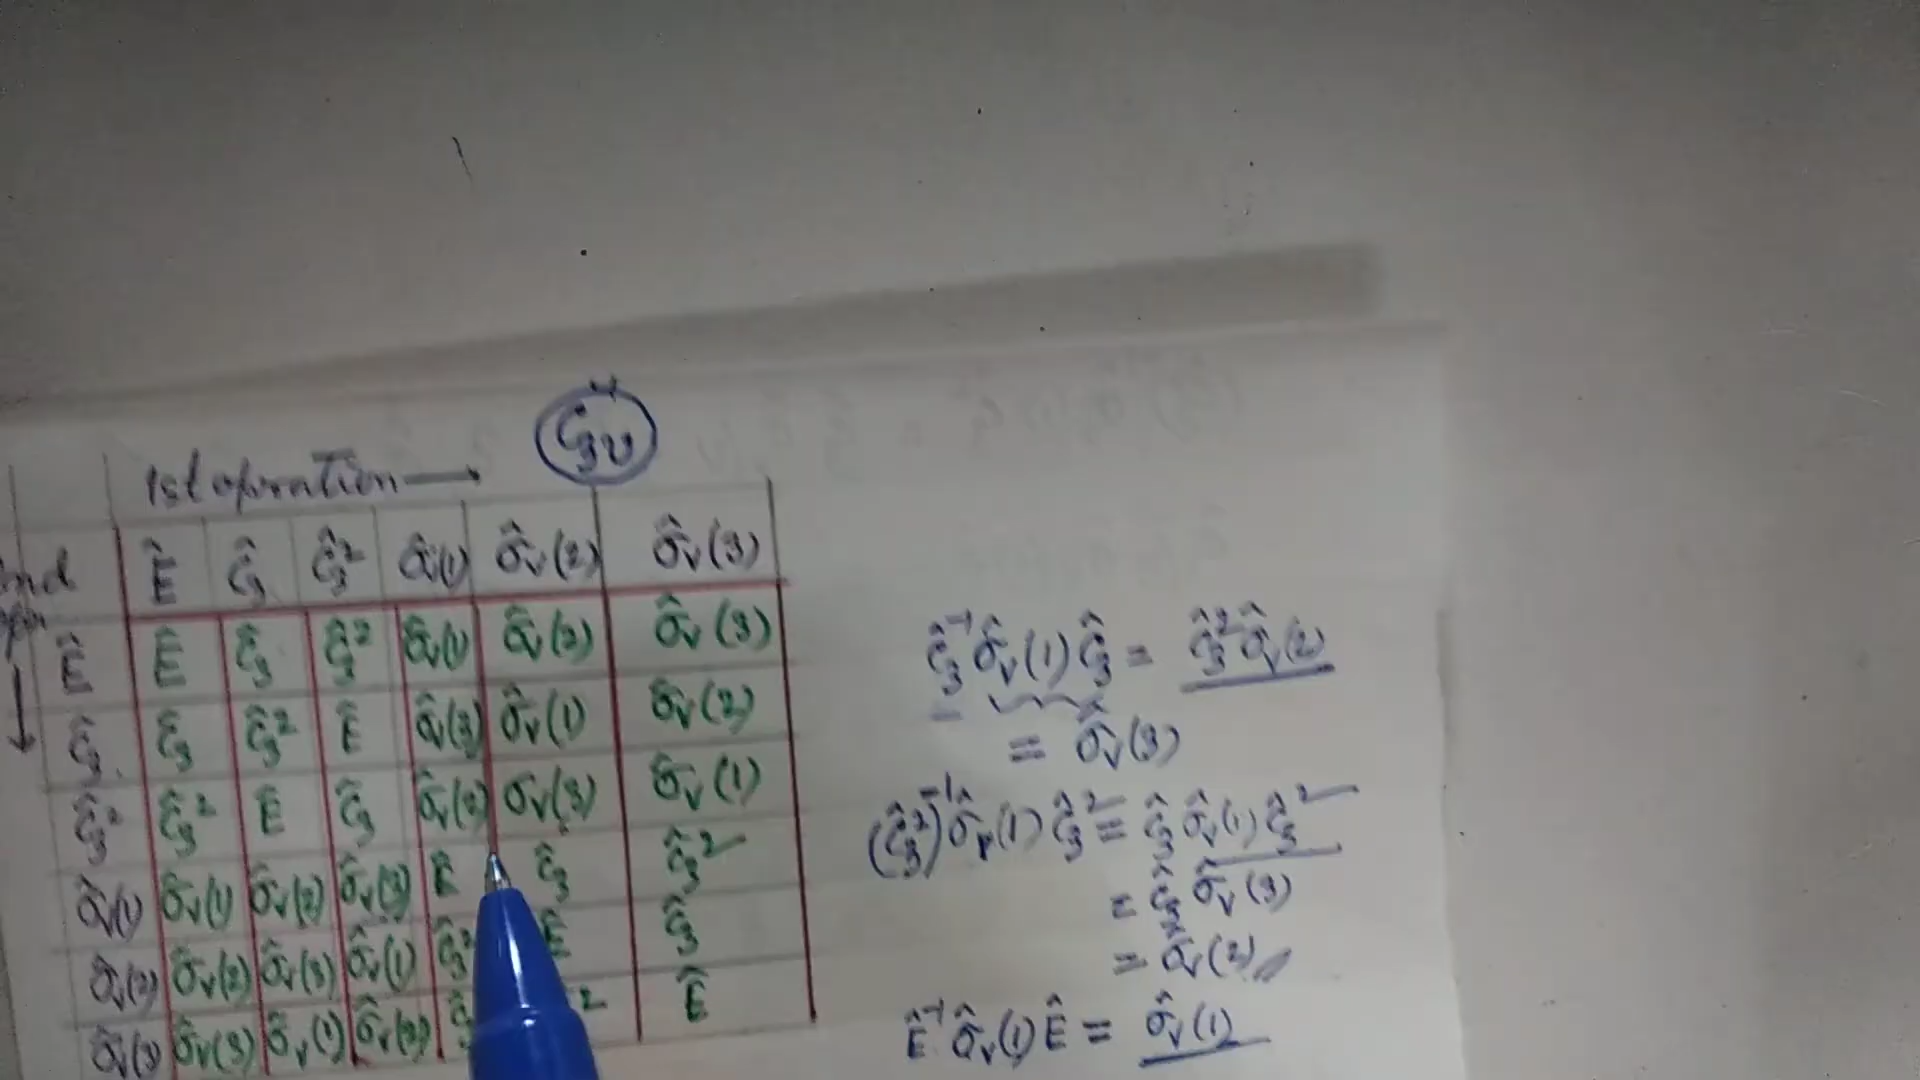 C₃ᵥ
1st operation →
Ê Ĉ₃ Ĉ₃² σ̂ᵥ(1) σ̂ᵥ(2) σ̂ᵥ(3)
Ê Ê Ĉ₃ Ĉ₃² σ̂ᵥ(1) σ̂ᵥ(2) σ̂ᵥ(3)
Ĉ₃ Ĉ₃ Ĉ₃² Ê σ̂ᵥ(3) σ̂ᵥ(1) σ̂ᵥ(2)
Ĉ₃² Ĉ₃² Ê Ĉ₃ σ̂ᵥ(2) σᵥ(3) σ̂ᵥ(1)
σ̂ᵥ(1) σ̂ᵥ(1) σ̂ᵥ(2) σ̂ᵥ(3) Ê Ĉ₃ Ĉ₃²
σ̂ᵥ(2) σ̂ᵥ(2) σ̂ᵥ(3) σ̂ᵥ(1) Ĉ₃² Ê Ĉ₃
σ̂ᵥ(3) σ̂ᵥ(3) σ̂ᵥ(1) σ̂ᵥ(2) ² Ê
Ĉ₃⁻¹ σ̂ᵥ(1) Ĉ₃ = Ĉ₃² σ̂ᵥ(2)
= σ̂ᵥ(3)
(Ĉ₃²)⁻¹ σ̂ᵥ(1) Ĉ₃² = Ĉ₃ σ̂ᵥ(1) Ĉ₃²
= Ĉ₃ σ̂ᵥ(3)
= σ̂ᵥ(2)
Ê⁻¹ σ̂ᵥ(1) Ê = σ̂ᵥ(1)